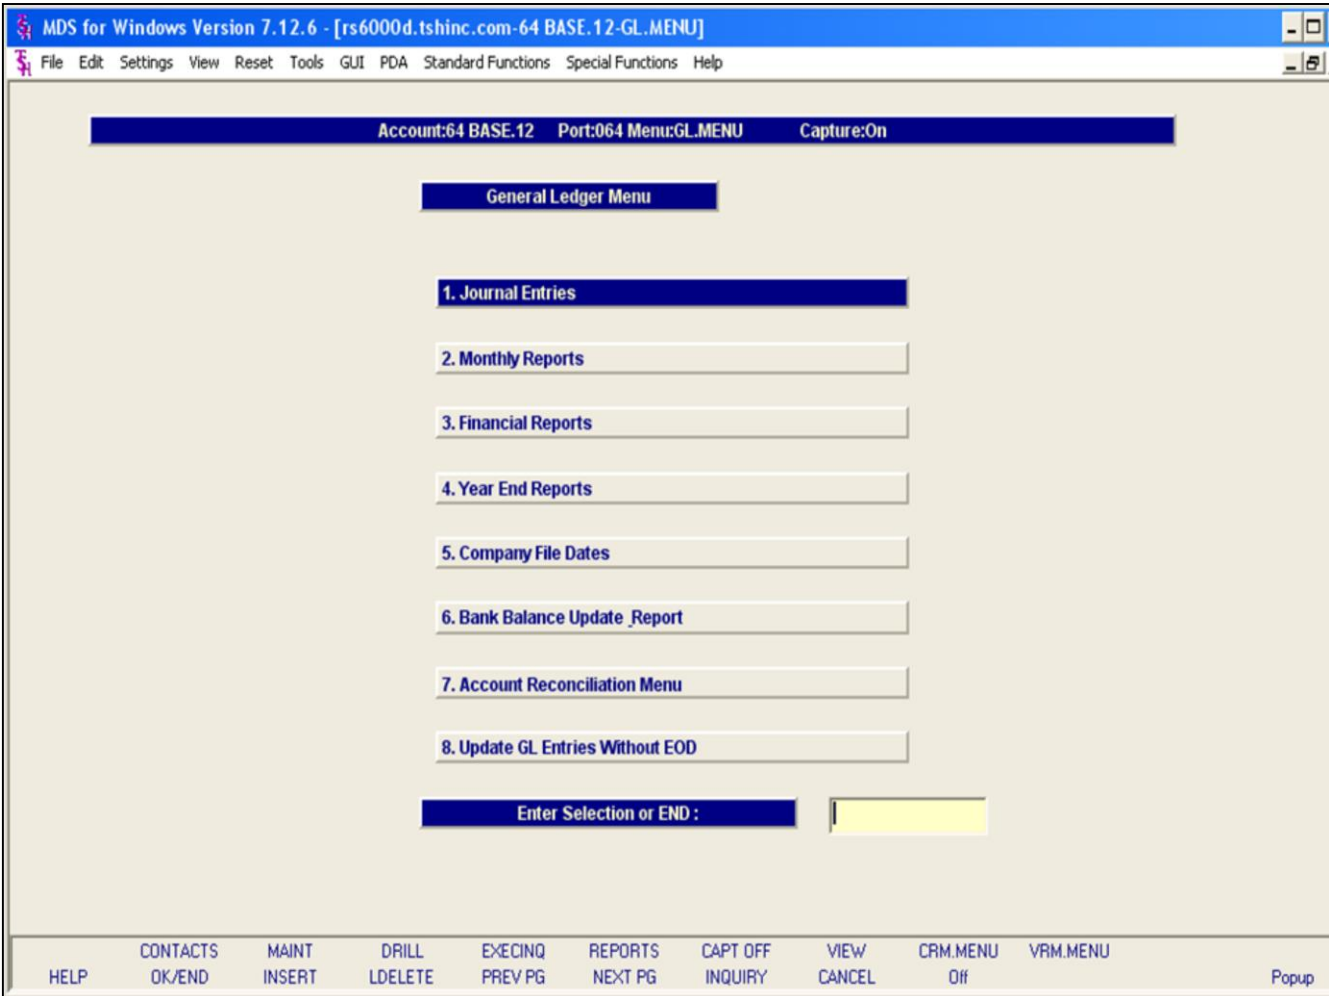 MDS for Windows Version 7.12.6 - [rs6000d.tshinc.com-64 BASE.12-GL.MENU]
File Edit Settings View Reset Tools GUI PDA Standard Functions Special Functions Help
Account:64 BASE.12 Port:064 Menu:GL.MENU Capture:On
General Ledger Menu
1. Journal Entries
2. Monthly Reports
3. Financial Reports
4. Year End Reports
5. Company File Dates
6. Bank Balance Update_Report
7. Account Reconciliation Menu
8. Update GL Entries Without EOD
Enter Selection or END :
CONTACTS MAINT DRILL EXECINQ REPORTS CAPT OFF VIEW CRM.MENU VRM.MENU
HELP OK/END INSERT LDELETE PREV PG NEXT PG INQUIRY CANCEL Off Popup